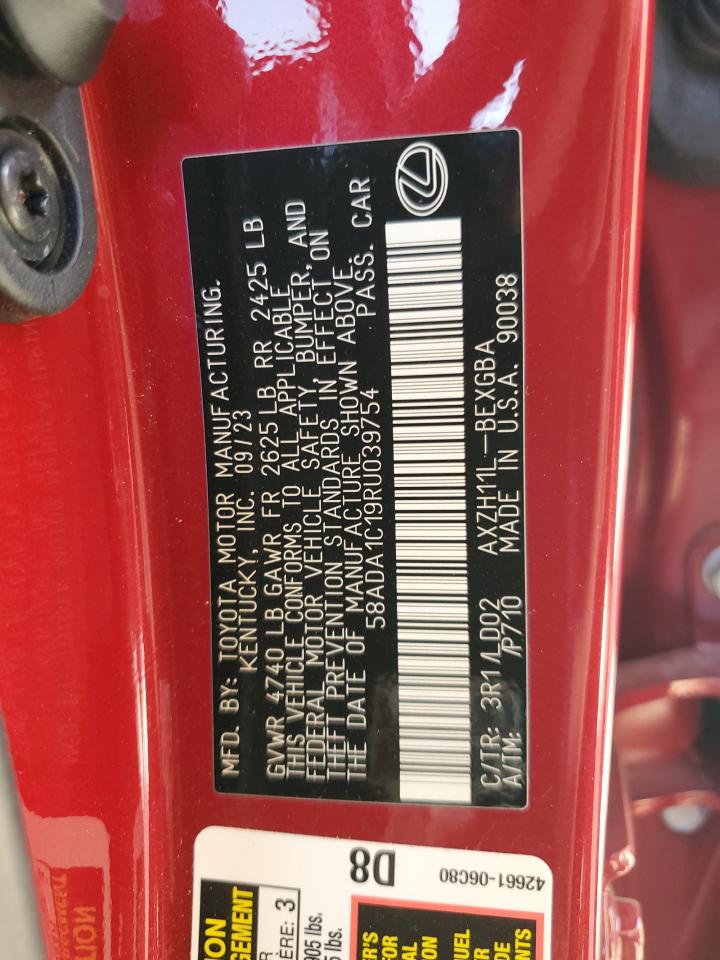 MFD. BY: TOYOTA MOTOR MANUFACTURING.
KENTUCKY, INC. 09/23
GVWR 4740 LB GAWR FR 2625 LB RR 2425 LB
THIS VEHICLE CONFORMS TO ALL APPLICABLE
FEDERAL MOTOR VEHICLE SAFETY, BUMPER, AND
THEFT PREVENTION STANDARDS IN EFFECT ON
THE DATE OF MANUFACTURE SHOWN ABOVE.
58ADA1C19RU039754 PASS. CAR
C/TR: 3R1/LD02 AXZH11L-BEXGBA
A/TM: /P710 MADE IN U.S.A. 90038
D8
42661-06C80
3